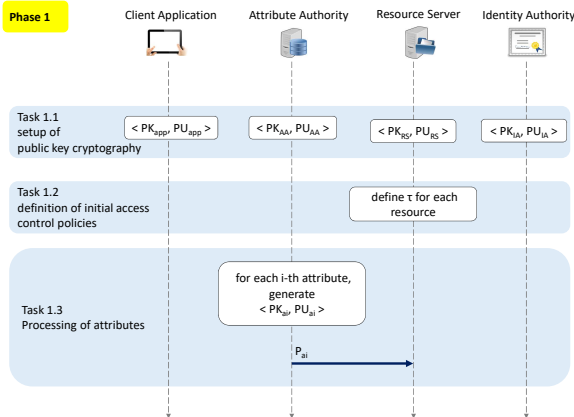 Phase 1
Client Application
Attribute Authority
Resource Server
Identity Authority
Task 1.1
setup of
public key cryptography
< PKapp, PUapp >
< PKAA, PUAA >
< PKRS, PURS >
< PKIA, PUIA >
Task 1.2
definition of initial access
control policies
define τ for each
resource
Task 1.3
Processing of attributes
for each i-th attribute,
generate
< PKai, PUai >
Pai